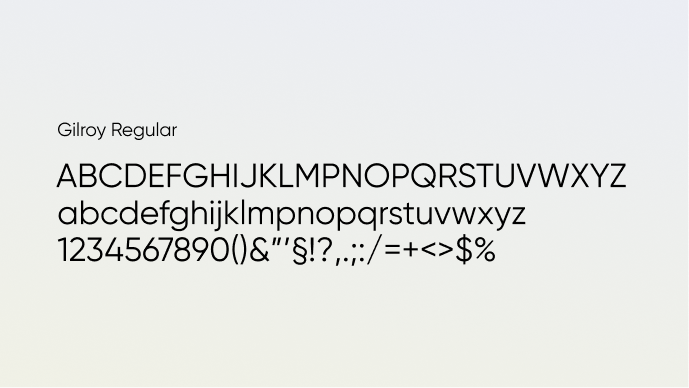 Gilroy Regular
ABCDEFGHIJKLMPNOPQRSTUVWXYZ
abcdefghijklmpnopqrstuvwxyz
1234567890()&”’§!?,.;:/=+<>$%